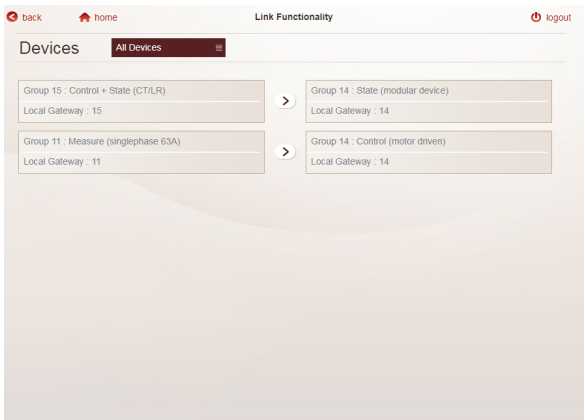 back home Link Functionality logout
Devices All Devices
Group 15 : Control + State (CT/LR)
Local Gateway : 15
Group 14 : State (modular device)
Local Gateway : 14
Group 11 : Measure (singlephase 63A)
Local Gateway : 11
Group 14 : Control (motor driven)
Local Gateway : 14